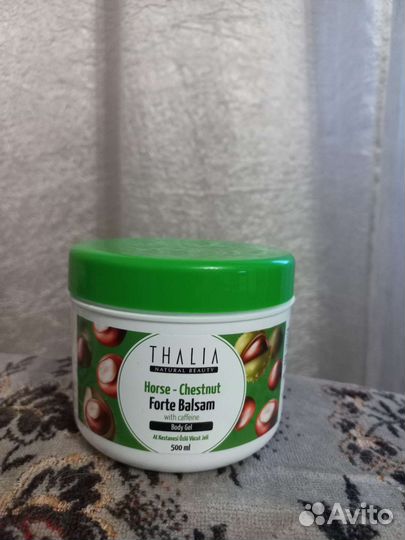 THALIA
NATURAL BEAUTY
Horse - Chestnut
Forte Balsam
with caffeine
Body Gel
At Kestanesi Özlü Vücut Jeli
500 ml
Avito